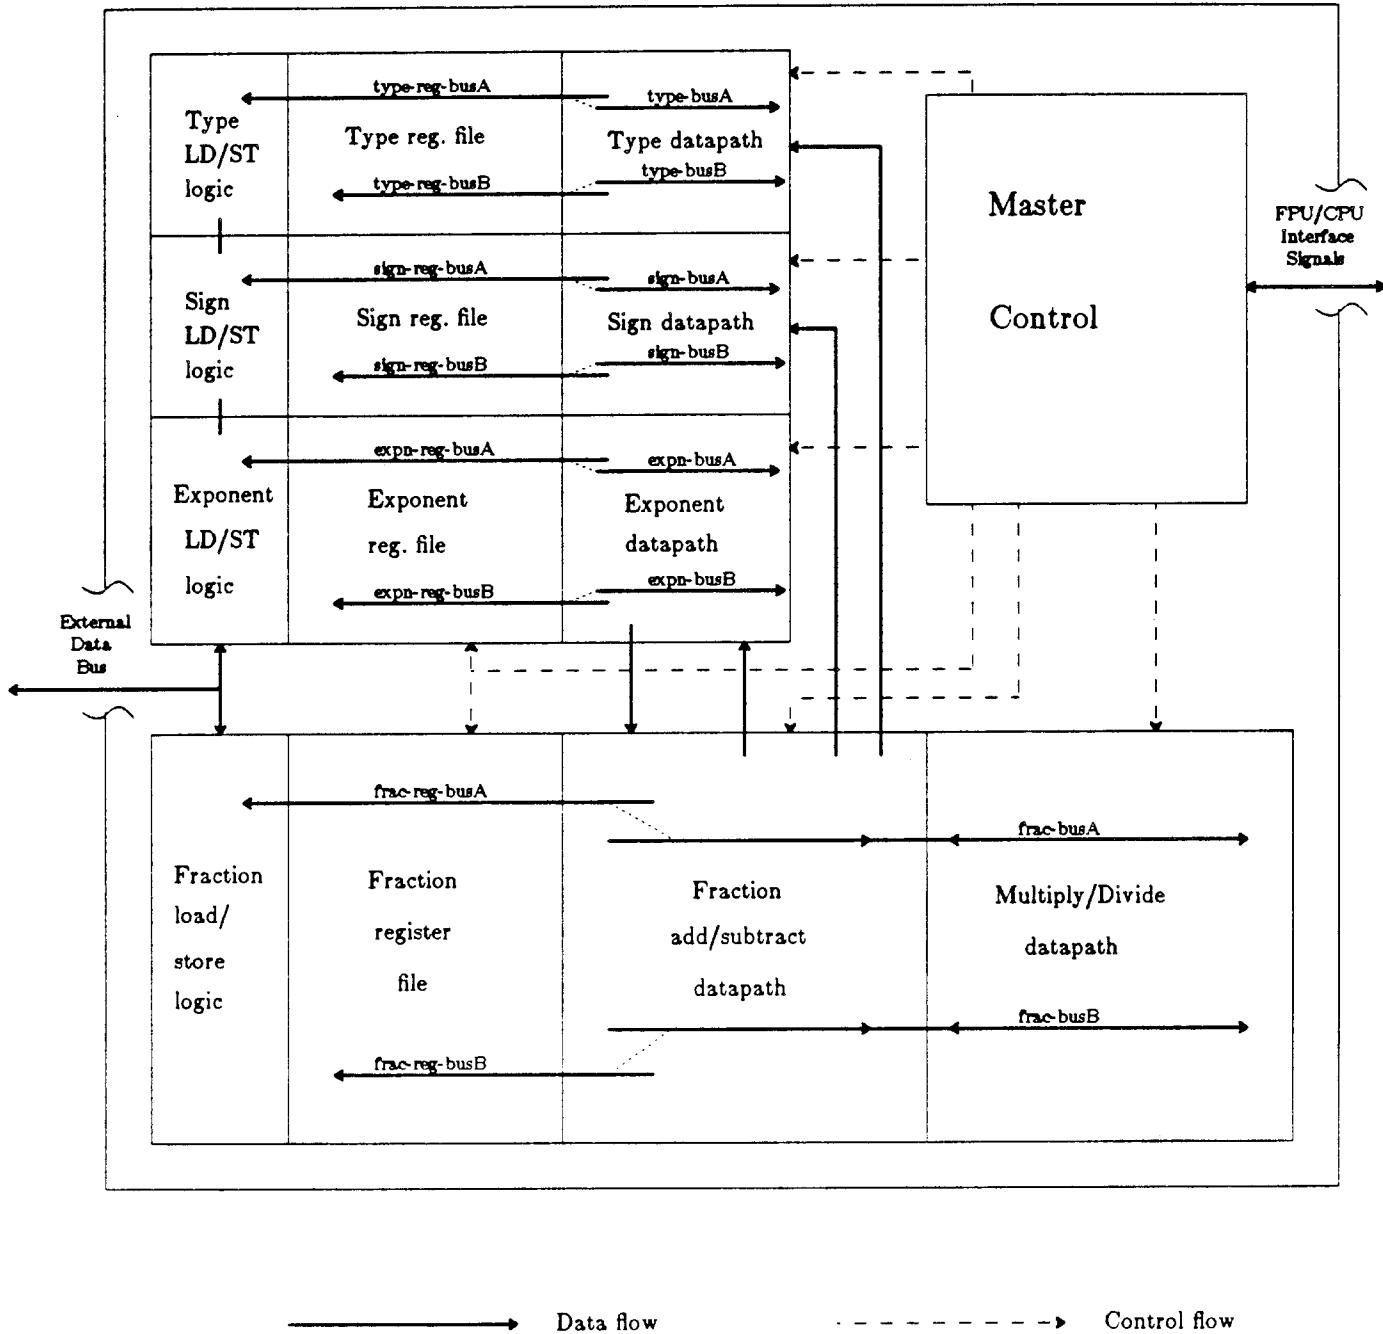 type-reg-busA
type-busA
Type
LD/ST
logic
Type reg. file
Type datapath
type-reg-busB
type-busB
Master
Control
FPU/CPU
Interface
Signals
sign-reg-busA
sign-busA
Sign
LD/ST
logic
Sign reg. file
Sign datapath
sign-reg-busB
sign-busB
expn-reg-busA
expn-busA
Exponent
LD/ST
logic
Exponent
reg. file
Exponent
datapath
expn-reg-busB
expn-busB
External
Data
Bus
frac-reg-busA
frac-busA
Fraction
load/
store
logic
Fraction
register
file
Fraction
add/subtract
datapath
Multiply/Divide
datapath
frac-busB
frac-reg-busB
Data flow
Control flow